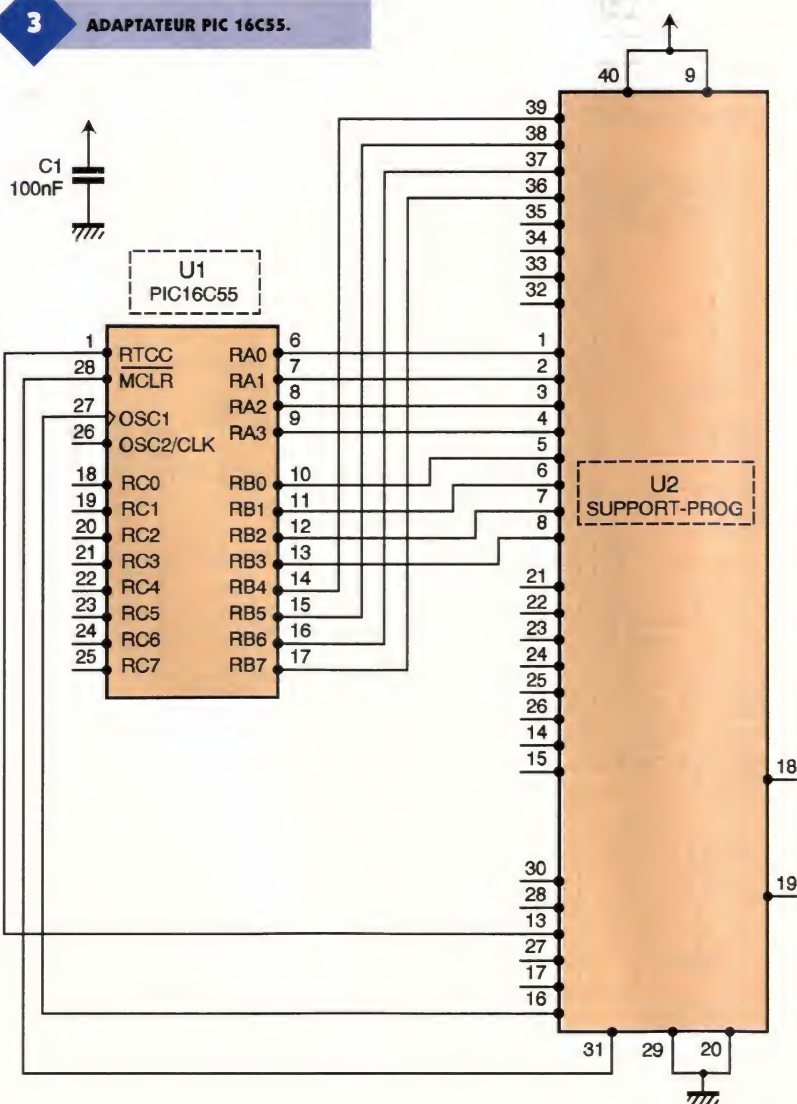 3 ADAPTATEUR PIC 16C55.
40 9
39
38
37
36
35
34
33
32
C1
100nF
U1
PIC16C55
1 RTCC RA0 6
28 MCLR RA1 7
27 OSC1 RA2 8
26 OSC2/CLK RA3 9
18 RC0 RB0 10
19 RC1 RB1 11
20 RC2 RB2 12
21 RC3 RB3 13
22 RC4 RB4 14
23 RC5 RB5 15
24 RC6 RB6 16
25 RC7 RB7 17
1
2
3
4
5
6
7
8
U2
SUPPORT-PROG
21
22
23
24
25
26
14
15
18
30
28
13
27
17
16
19
31 29 20